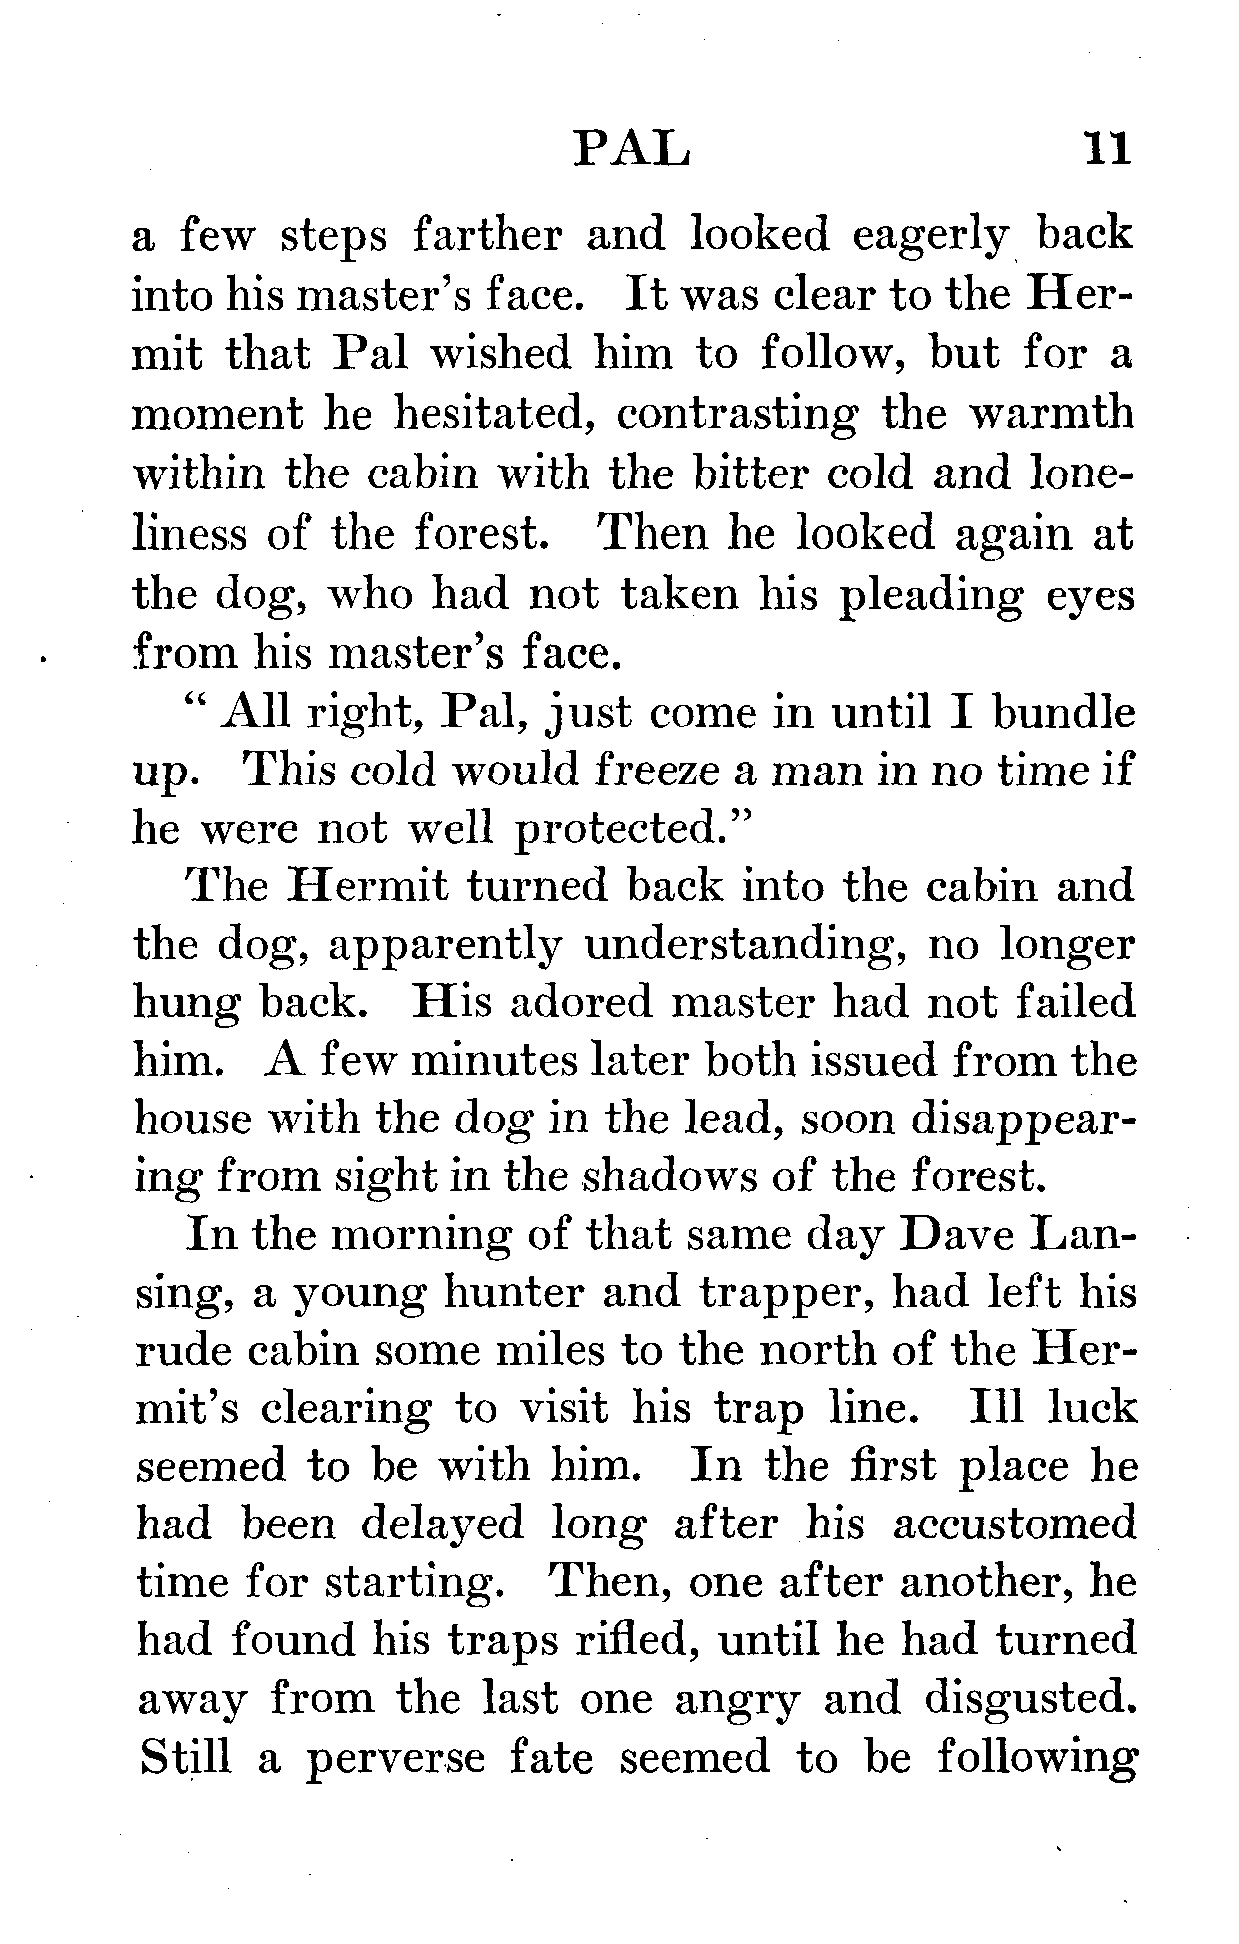 PAL 11
a few steps farther and looked eagerly back
into his master's face. It was clear to the Her-
mit that Pal wished him to follow, but for a
moment he hesitated, contrasting the warmth
within the cabin with the bitter cold and lone-
liness of the forest. Then he looked again at
the dog, who had not taken his pleading eyes
from his master's face.
“ All right, Pal, just come in until I bundle
up. This cold would freeze a man in no time if
he were not well protected.”
The Hermit turned back into the cabin and
the dog, apparently understanding, no longer
hung back. His adored master had not failed
him. A few minutes later both issued from the
house with the dog in the lead, soon disappear-
ing from sight in the shadows of the forest.
In the morning of that same day Dave Lan-
sing, a young hunter and trapper, had left his
rude cabin some miles to the north of the Her-
mit's clearing to visit his trap line. Ill luck
seemed to be with him. In the first place he
had been delayed long after his accustomed
time for starting. Then, one after another, he
had found his traps rifled, until he had turned
away from the last one angry and disgusted.
Still a perverse fate seemed to be following